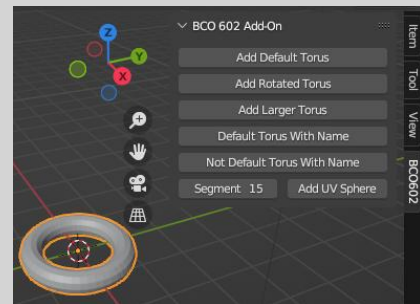 BCO 602 Add-On
Add Default Torus
Add Rotated Torus
Add Larger Torus
Default Torus With Name
Not Default Torus With Name
Segment 15 Add UV Sphere
Item
Tool
View
BCO602
Z
Y
X